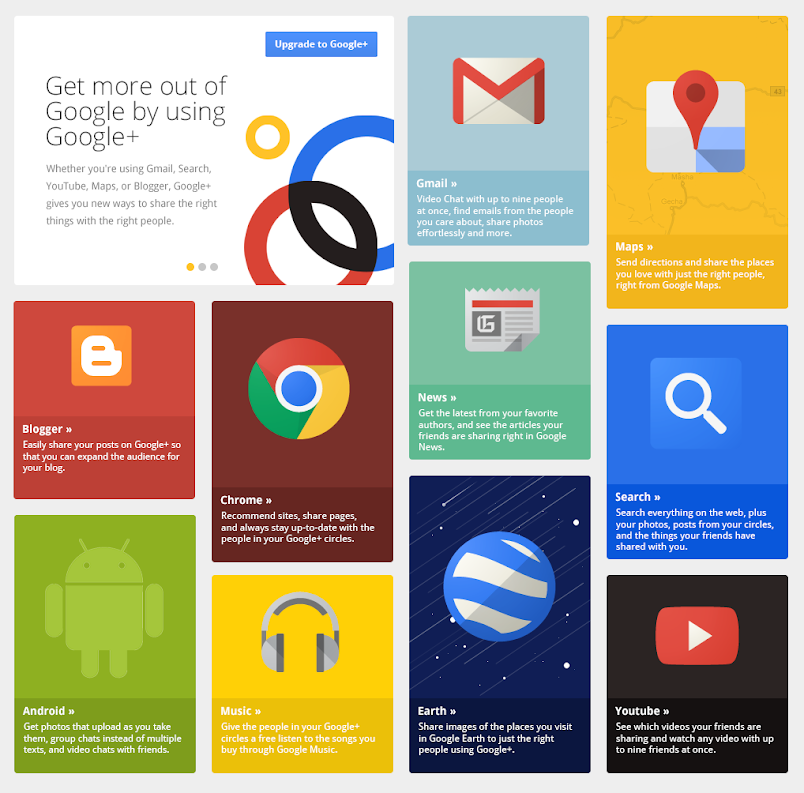 Upgrade to Google+
Get more out of
Google by using
Google+
Whether you're using Gmail, Search,
YouTube, Maps, or Blogger, Google+
gives you new ways to share the right
things with the right people.
Gmail »
Video Chat with up to nine people
at once, find emails from the people
you care about, share photos
effortlessly and more.
43
Maps »
Send directions and share the places
you love with just the right people,
right from Google Maps.
Blogger »
Easily share your posts on Google+ so
that you can expand the audience for
your blog.
Chrome »
Recommend sites, share pages,
and always stay up-to-date with the
people in your Google+ circles.
G
News »
Get the latest from your favorite
authors, and see the articles your
friends are sharing right in Google
News.
Search »
Search everything on the web, plus
your photos, posts from your circles,
and the things your friends have
shared with you.
Android »
Get photos that upload as you take
them, group chats instead of multiple
texts, and video chats with friends.
Music »
Give the people in your Google+
circles a free listen to the songs you
buy through Google Music.
Earth »
Share images of the places you visit
in Google Earth to just the right
people using Google+.
Youtube »
See which videos your friends are
sharing and watch any video with up
to nine friends at once.